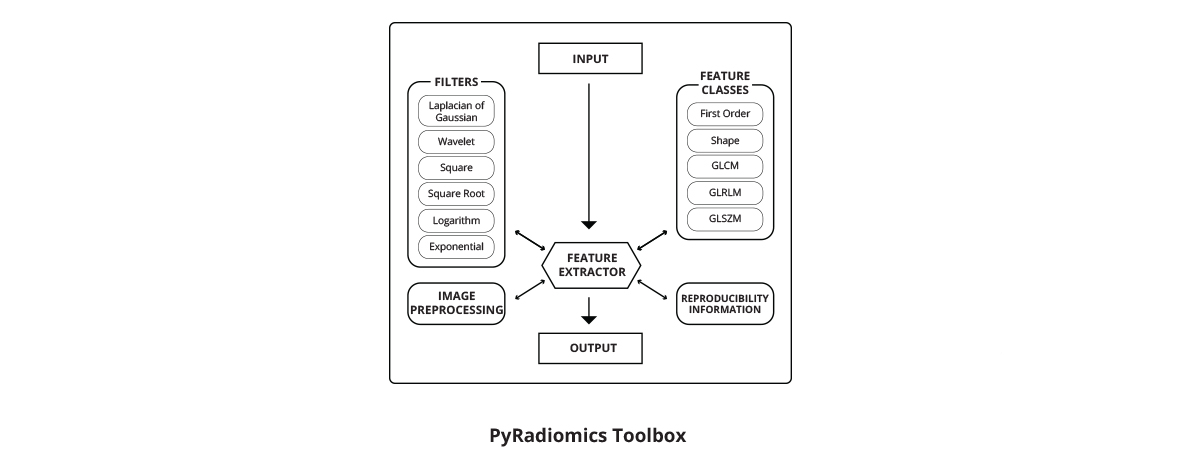 INPUT
FILTERS
Laplacian of
Gaussian
Wavelet
Square
Square Root
Logarithm
Exponential
FEATURE
CLASSES
First Order
Shape
GLCM
GLRLM
GLSZM
FEATURE
EXTRACTOR
IMAGE
PREPROCESSING
REPRODUCIBILITY
INFORMATION
OUTPUT
PyRadiomics Toolbox